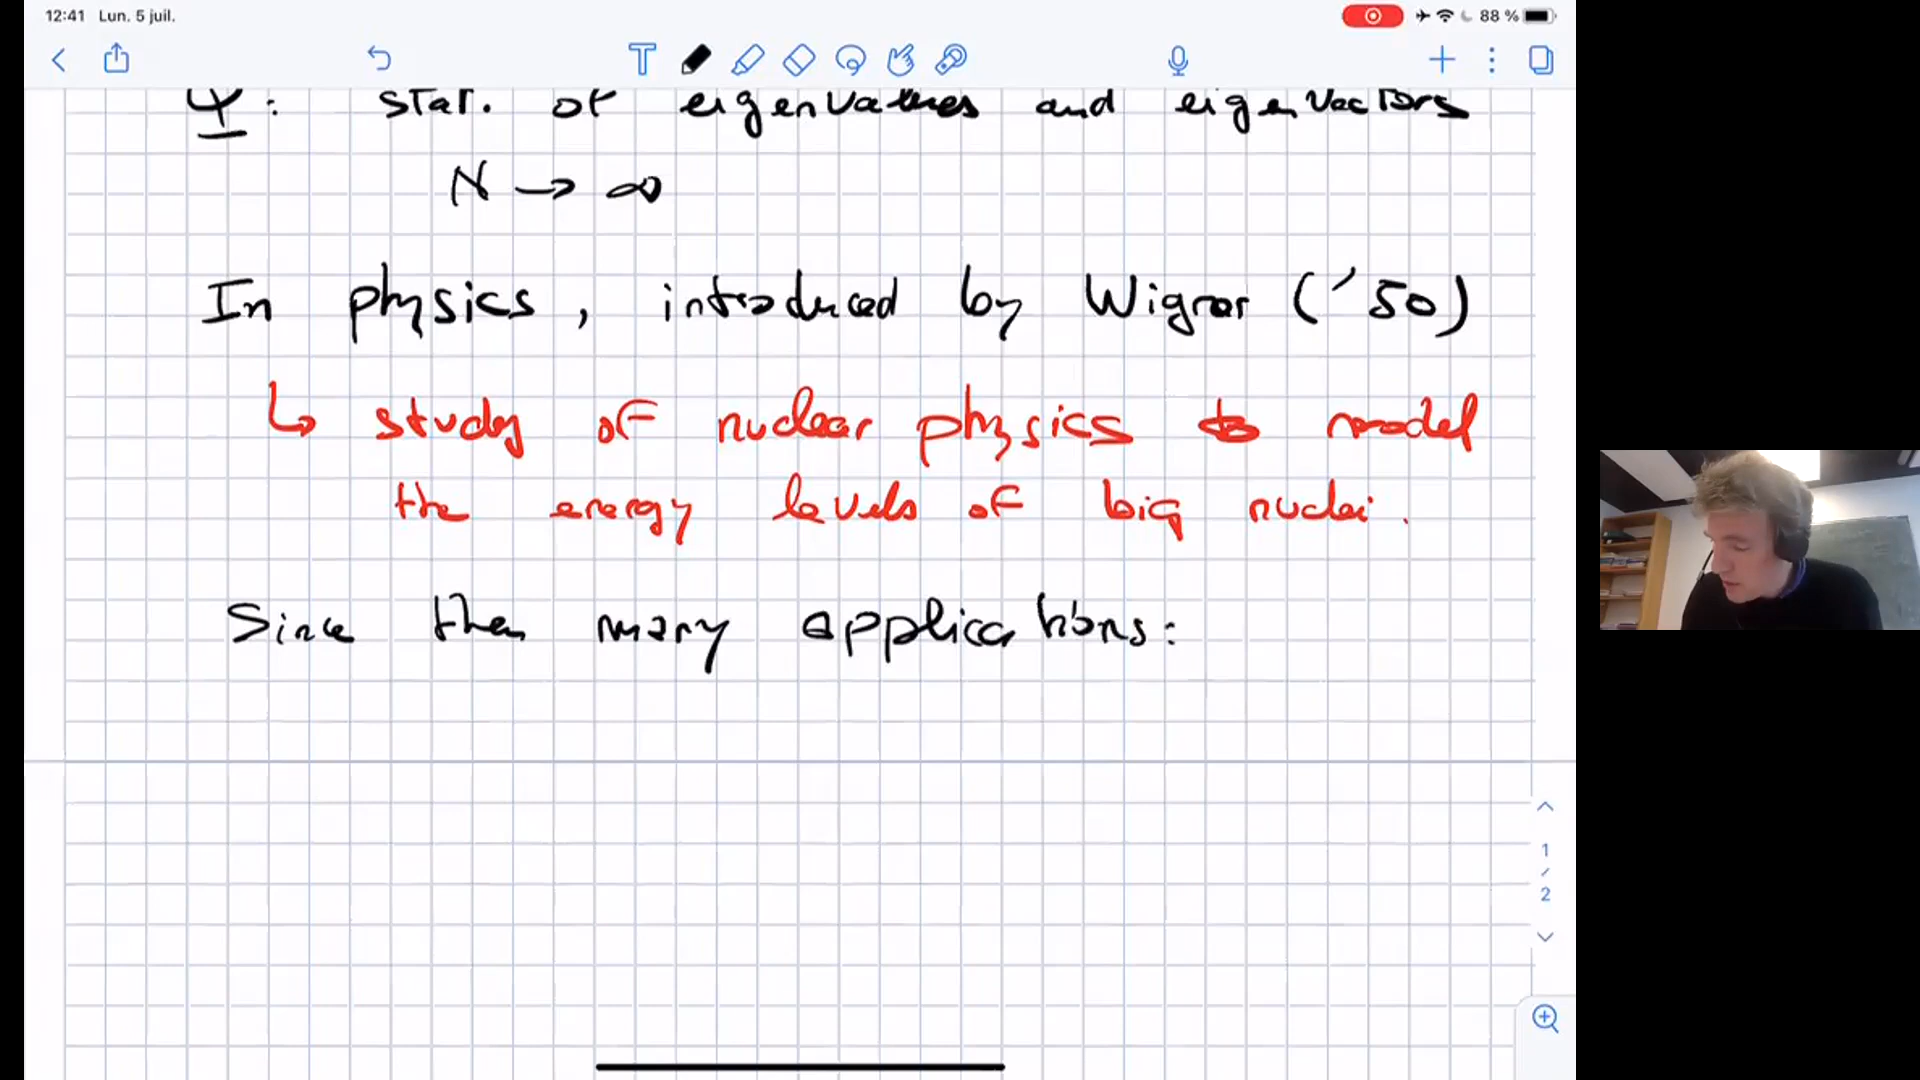 12:41 Lun. 5 juil.
88 %
Ψ: stat. of eigenvalues and eigenvectors
N → ∞
In physics, introduced by Wigner ('50)
↳ study of nuclear physics to model
the energy levels of big nuclei.
Since then many applications:
1
/
2